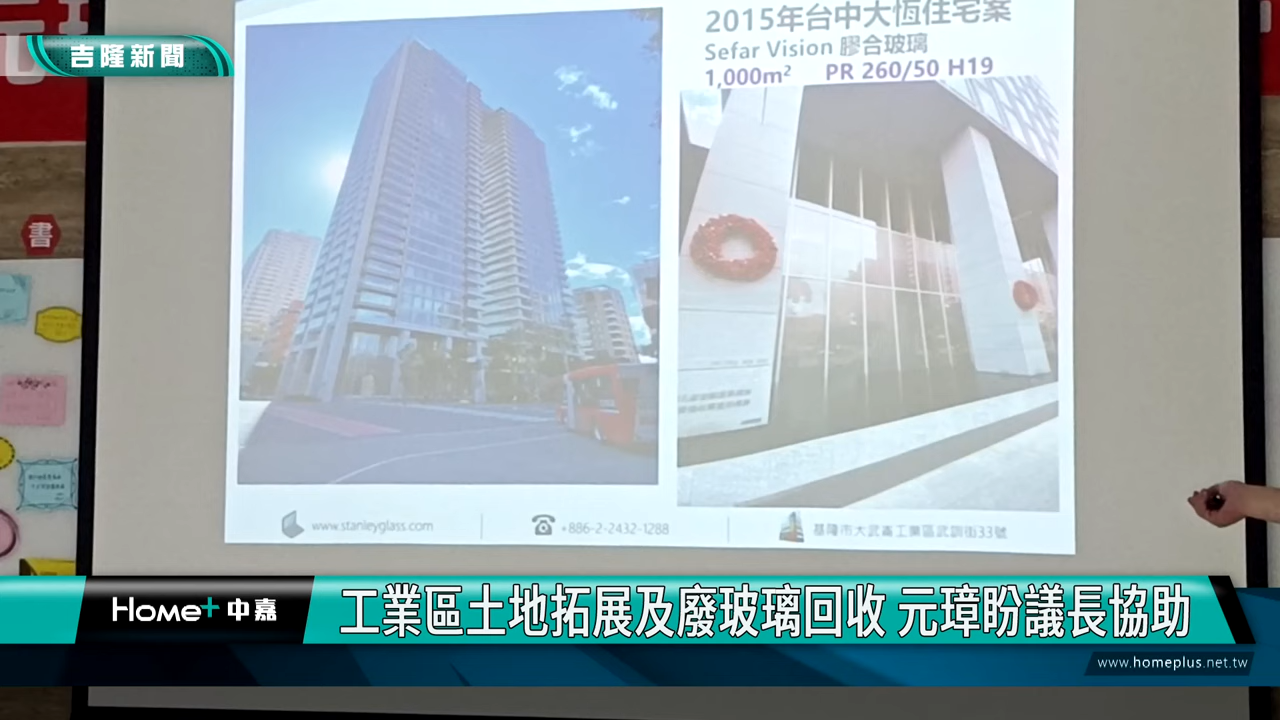 吉隆新聞
2015年台中大恆住宅案
Sefar Vision 膠合玻璃
1,000m² PR 260/50 H19
書
www.stanleyglass.com
+886-2-2432-1288
基隆市大武崙工業區武訓街33號
Home+中嘉
工業區土地拓展及廢玻璃回收 元璋盼議長協助
www.homeplus.net.tw